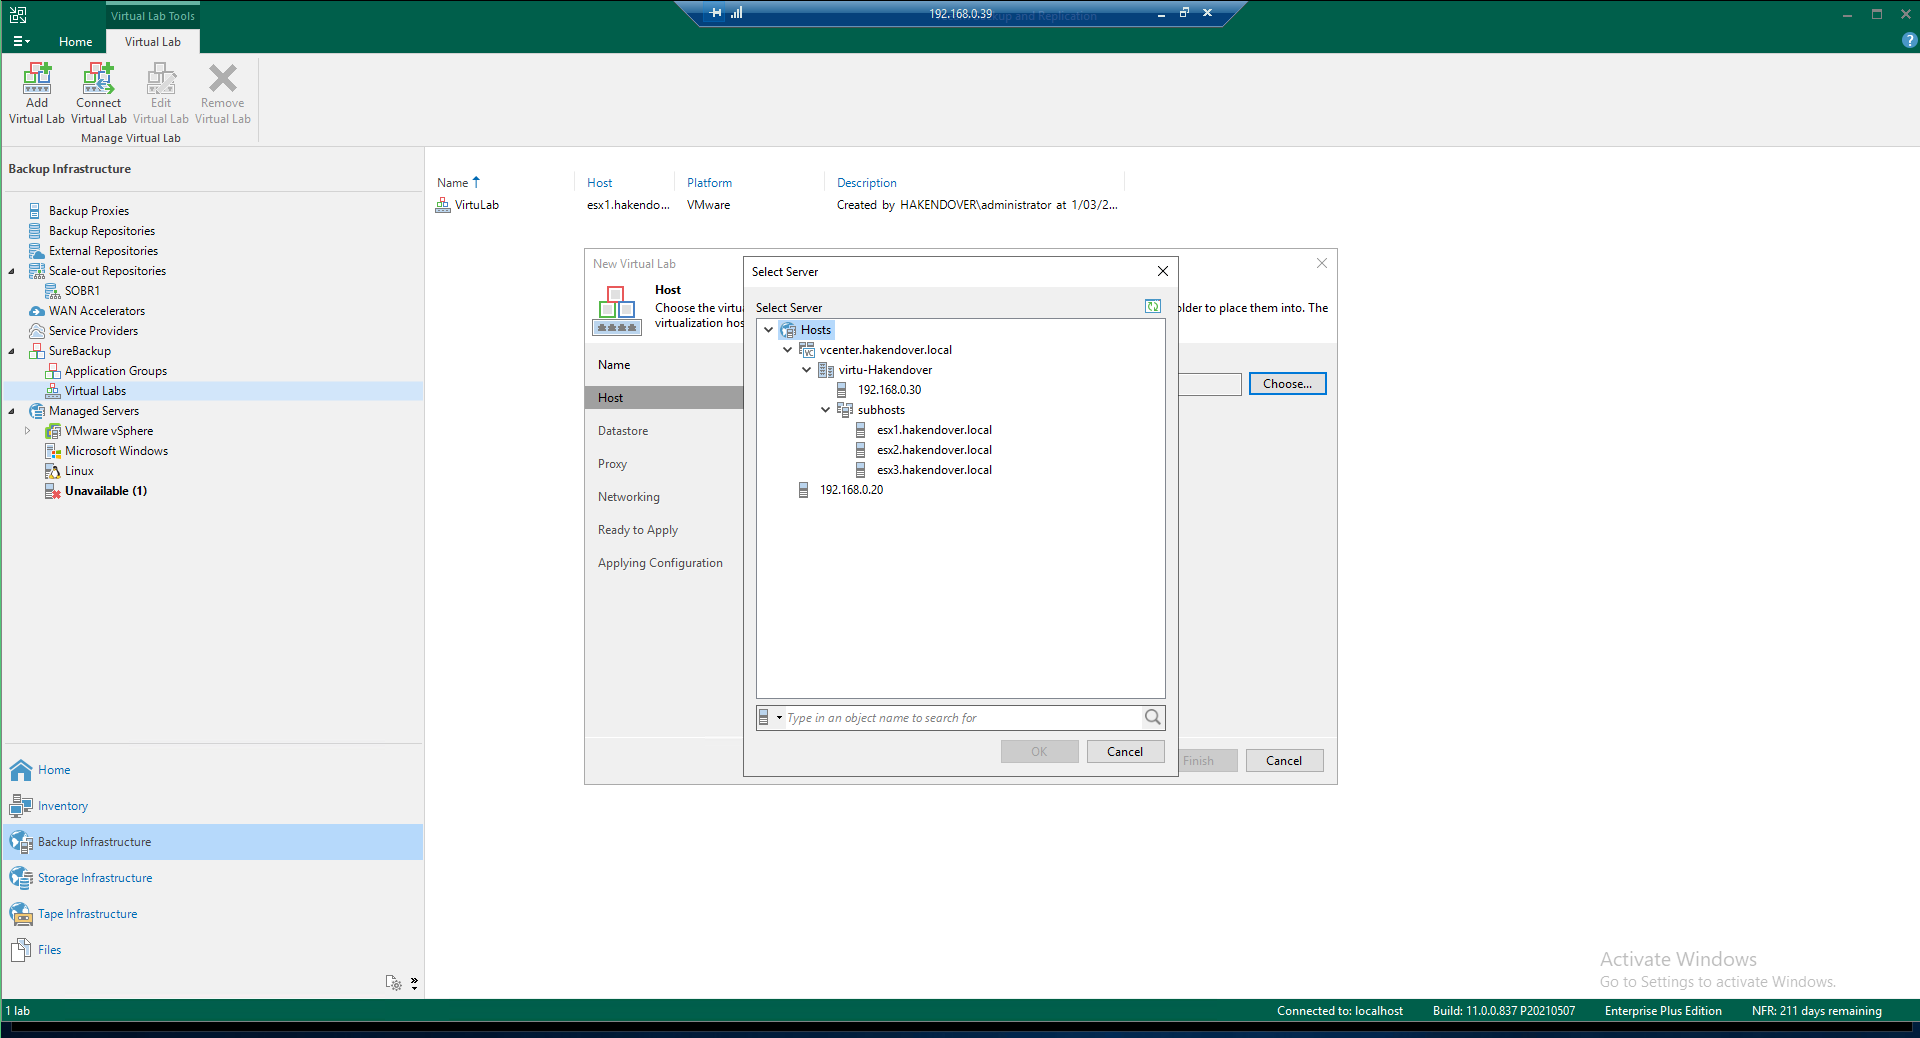 Virtual Lab Tools
192.168.0.39
kup and Replication
Home
Virtual Lab
Add
Virtual Lab
Connect
Virtual Lab
Edit
Virtual Lab
Remove
Virtual Lab
Manage Virtual Lab
Backup Infrastructure
Backup Proxies
Backup Repositories
External Repositories
Scale-out Repositories
SOBR1
WAN Accelerators
Service Providers
SureBackup
Application Groups
Virtual Labs
Managed Servers
VMware vSphere
Microsoft Windows
Linux
Unavailable (1)
Home
Inventory
Backup Infrastructure
Storage Infrastructure
Tape Infrastructure
Files
Name Host Platform Description
VirtuLab esx1.hakendo... VMware Created by HAKENDOVER\administrator at 1/03/2...
New Virtual Lab
Host
Choose the virtu
older to place them into. The
virtualization hos
Name
Host
Datastore
Proxy
Networking
Ready to Apply
Applying Configuration
Choose...
Finish
Cancel
Select Server
Select Server
Hosts
vcenter.hakendover.local
VC
virtu-Hakendover
192.168.0.30
subhosts
esx1.hakendover.local
esx2.hakendover.local
esx3.hakendover.local
192.168.0.20
Type in an object name to search for
OK
Cancel
Activate Windows
Go to Settings to activate Windows.
1 lab
Connected to: localhost
Build: 11.0.0.837 P20210507
Enterprise Plus Edition
NFR: 211 days remaining